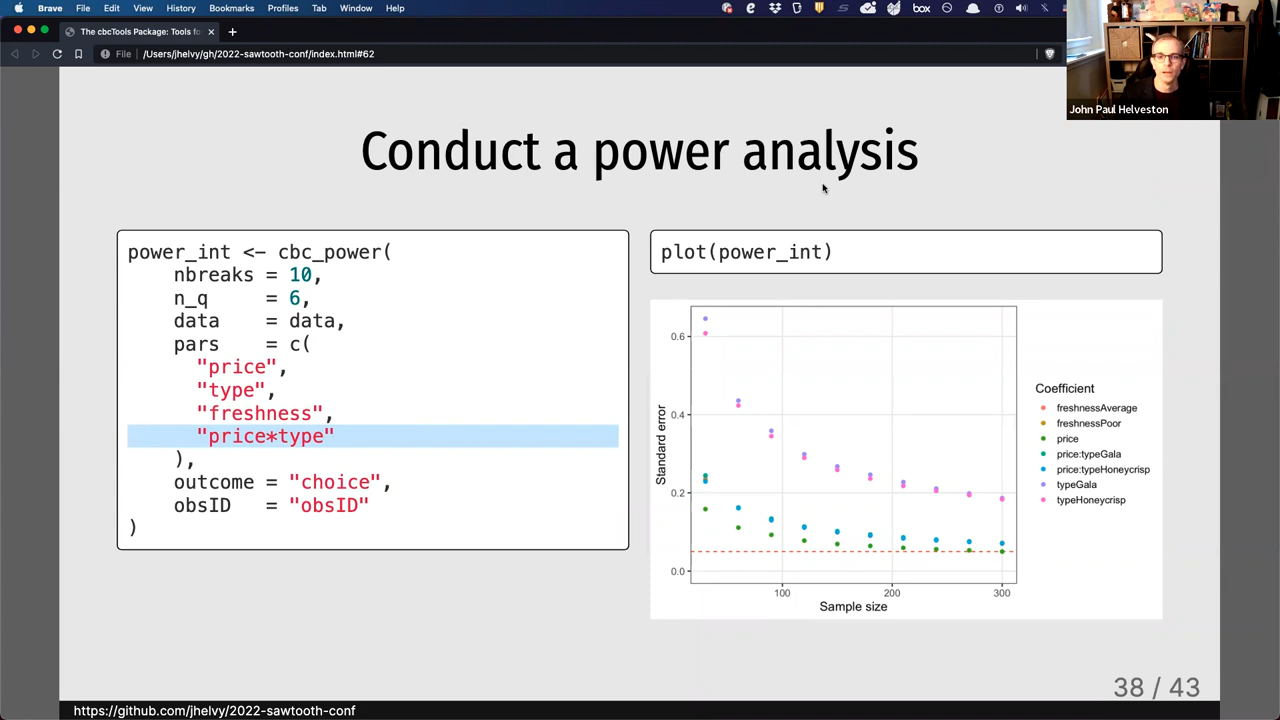 Brave File Edit View History Bookmarks Profiles Tab Window Help
box
The cbcTools Package: Tools fo
File /Users/jhelvy/gh/2022-sawtooth-conf/index.html#62
John Paul Helveston
Conduct a power analysis
power_int <- cbc_power(
nbreaks = 10,
n_q = 6,
data = data,
pars = c(
"price",
"type",
"freshness",
"price*type"
),
outcome = "choice",
obsID = "obsID"
)
plot(power_int)
0.6
0.4
0.2
0.0
Standard error
100 200 300
Sample size
Coefficient
freshnessAverage
freshnessPoor
price
price:typeGala
price:typeHoneycrisp
typeGala
typeHoneycrisp
38 / 43
https://github.com/jhelvy/2022-sawtooth-conf